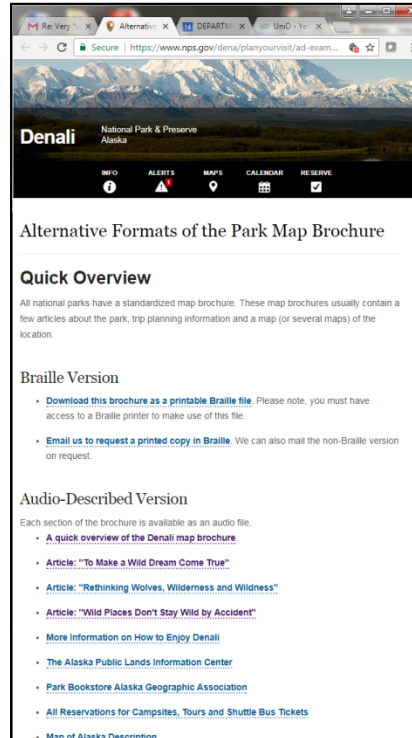 Re: Very
Alternative
DEPARTM
UniD - Ye
Secure | https://www.nps.gov/dena/planyourvisit/ad-exam...
Denali
National Park & Preserve
Alaska
INFO ALERTS MAPS CALENDAR RESERVE
Alternative Formats of the Park Map Brochure
Quick Overview
All national parks have a standardized map brochure. These map brochures usually contain a
few articles about the park, trip planning information and a map (or several maps) of the
location.
Braille Version
Download this brochure as a printable Braille file. Please note, you must have
access to a Braille printer to make use of this file.
Email us to request a printed copy in Braille. We can also mail the non-Braille version
on request.
Audio-Described Version
Each section of the brochure is available as an audio file.
A quick overview of the Denali map brochure.
Article: "To Make a Wild Dream Come True"
Article: "Rethinking Wolves, Wilderness and Wildness"
Article: "Wild Places Don't Stay Wild by Accident"
More Information on How to Enjoy Denali
The Alaska Public Lands Information Center
Park Bookstore Alaska Geographic Association
All Reservations for Campsites, Tours and Shuttle Bus Tickets
Map of Alaska Description